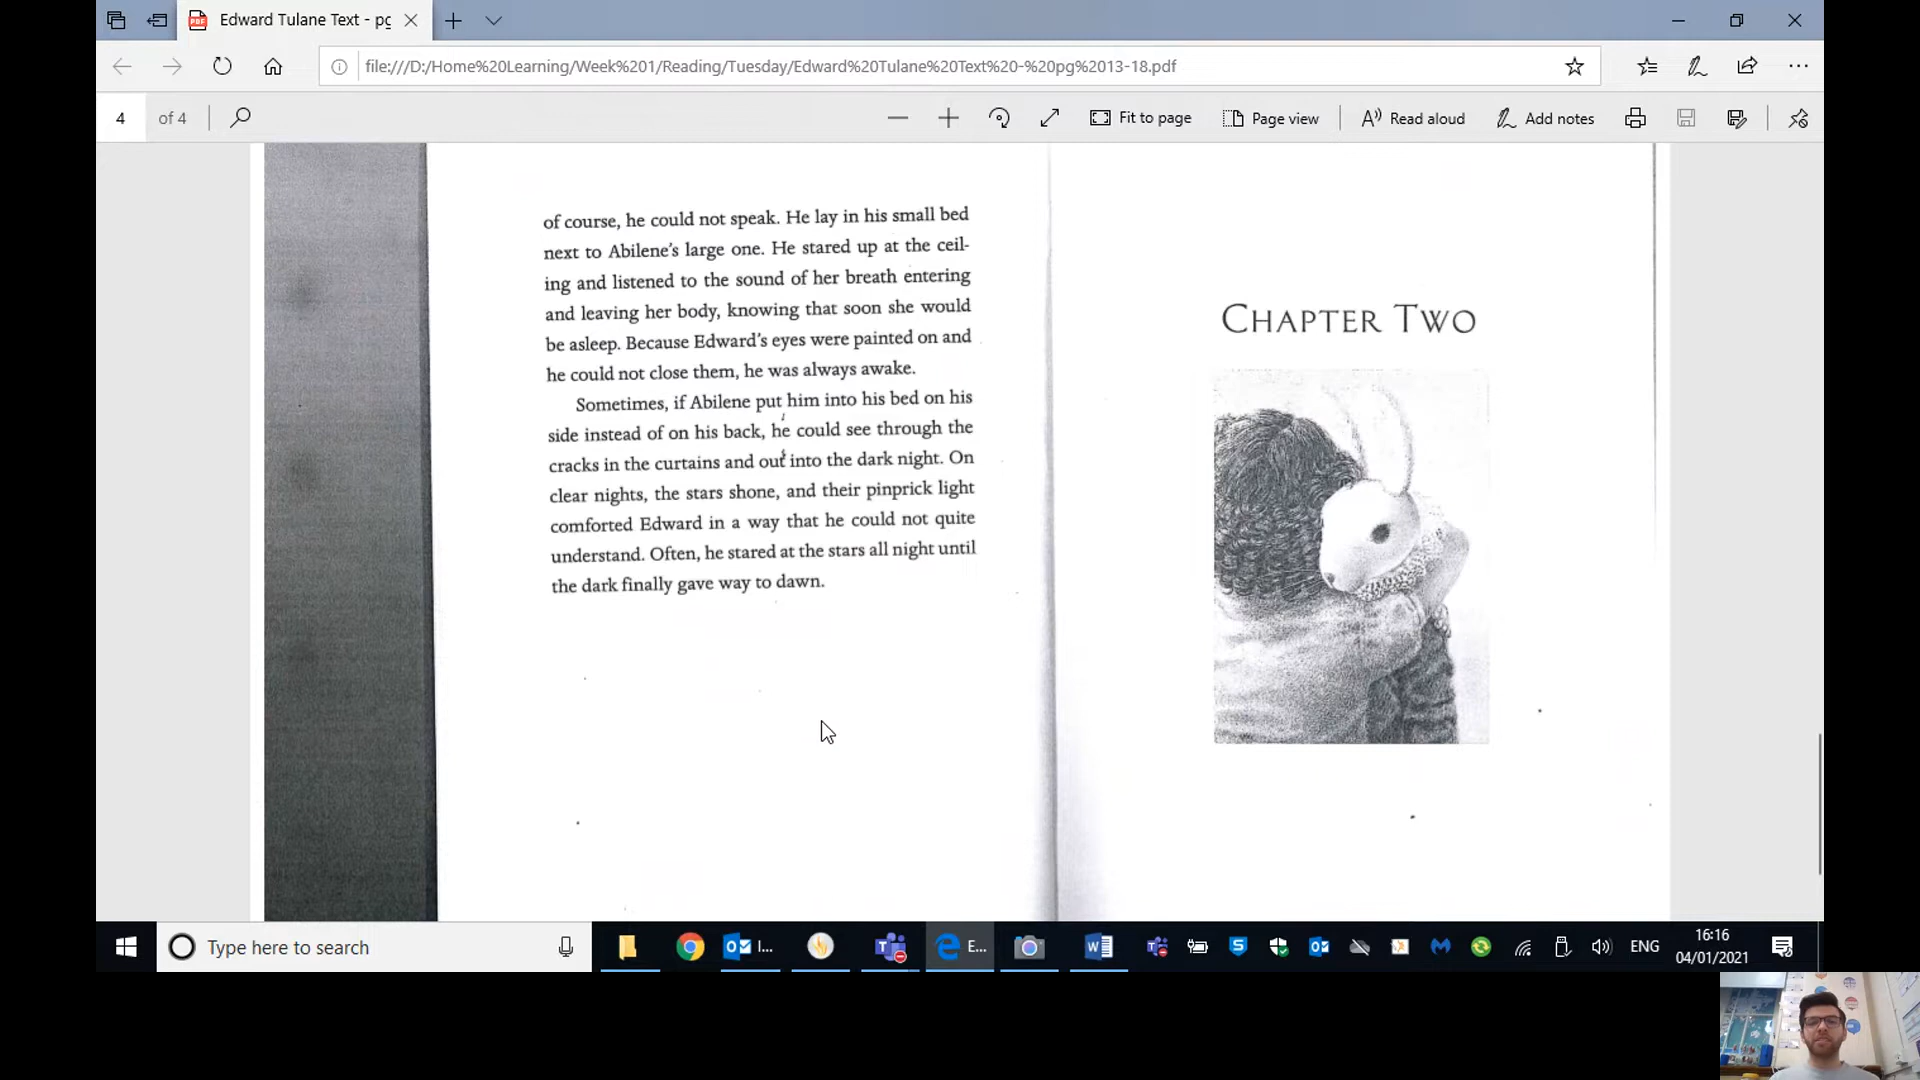 Edward Tulane Text - pg
file:///D:/Home%20Learning/Week%201/Reading/Tuesday/Edward%20Tulane%20Text%20-%20pg%2013-18.pdf
4 of 4
Fit to page
Page view
Read aloud
Add notes
of course, he could not speak. He lay in his small bed
next to Abilene's large one. He stared up at the ceil-
ing and listened to the sound of her breath entering
and leaving her body, knowing that soon she would
be asleep. Because Edward's eyes were painted on and
he could not close them, he was always awake.
Sometimes, if Abilene put him into his bed on his
side instead of on his back, he could see through the
cracks in the curtains and out into the dark night. On
clear nights, the stars shone, and their pinprick light
comforted Edward in a way that he could not quite
understand. Often, he stared at the stars all night until
the dark finally gave way to dawn.
CHAPTER TWO
Type here to search
I...
E...
ENG
16:16
04/01/2021